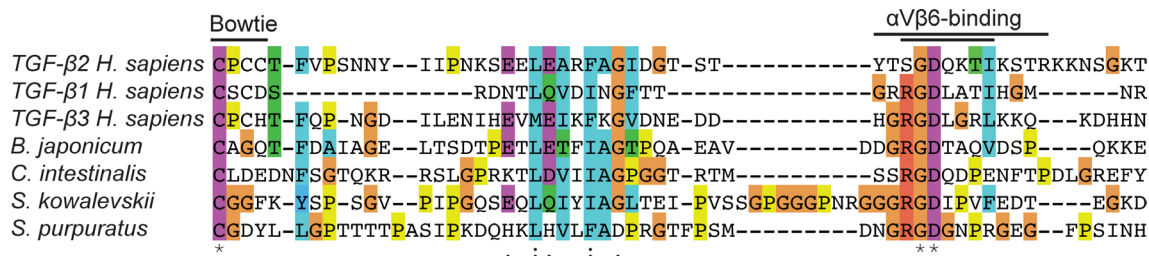 Bowtie
αVβ6-binding
TGF-β2 H. sapiens CPCCT-FVPSNNY--IIPNKSEELEARFAGIDGT-ST-----------YTSGDQKTIKSTRKKNSGKT
TGF-β1 H. sapiens CSCDS--------------RDNTLQVDINGFTT---------------GRRGDLATIHGM------NR
TGF-β3 H. sapiens CPCHT-FQP-NGD--ILENIHEVMEIKFKGVDNE-DD-----------HGRGDLGRLKKQ---KDHHN
B. japonicum CAGQT-FDAIAGE--LTSDTPETLETFIAGTPQA-EAV---------DDGRGDTAQVDSP----QKKE
C. intestinalis CLDEDNFSGTQKR--RSLGPRKTLDVIIAGPGGT-RTM----------SSRGDQDPENFTPDLGREFY
S. kowalevskii CGGFK-YSP-SGV--PIPGQSEQLQIYIAGLTEI-PVSSGPGGGPNRGGGRGDIPVFEDT----EGKD
S. purpuratus CGDYL-LGPTTTTPASIPKDQHKLHVLFADPRGTFPSM---------DNGRGDGNPRGEG--FPSINH
* . : . : . **